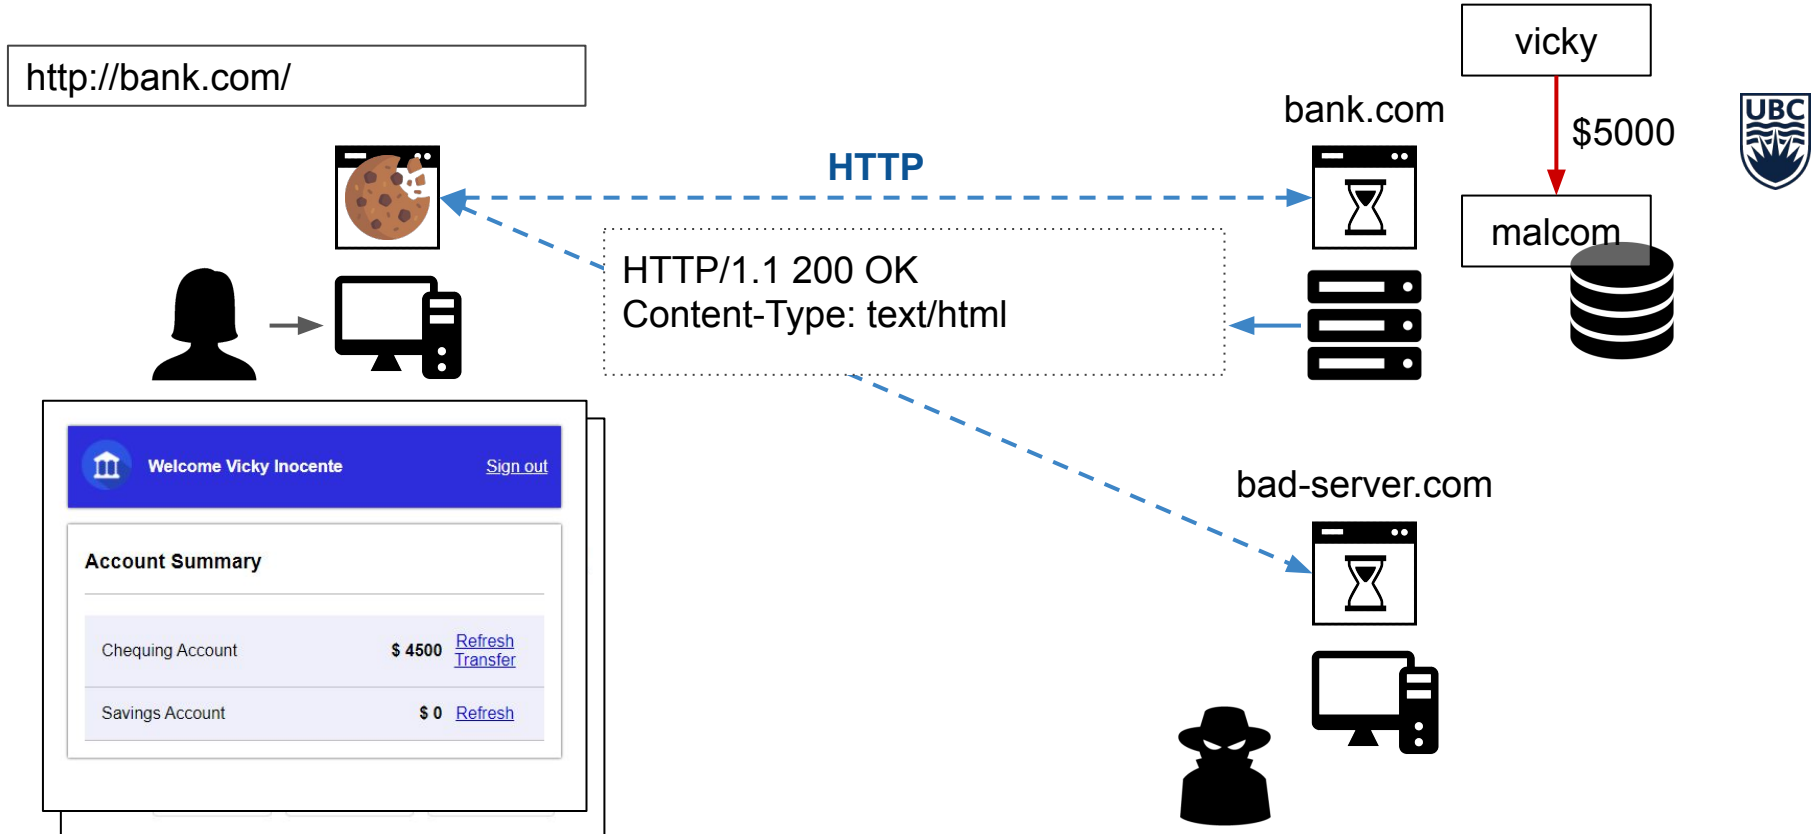 http://bank.com/
vicky
bank.com
$5000
UBC
HTTP
malcom
HTTP/1.1 200 OK
Content-Type: text/html
Welcome Vicky Inocente
Sign out
bad-server.com
Account Summary
Chequing Account $ 4500 Refresh
Transfer
Savings Account $ 0 Refresh